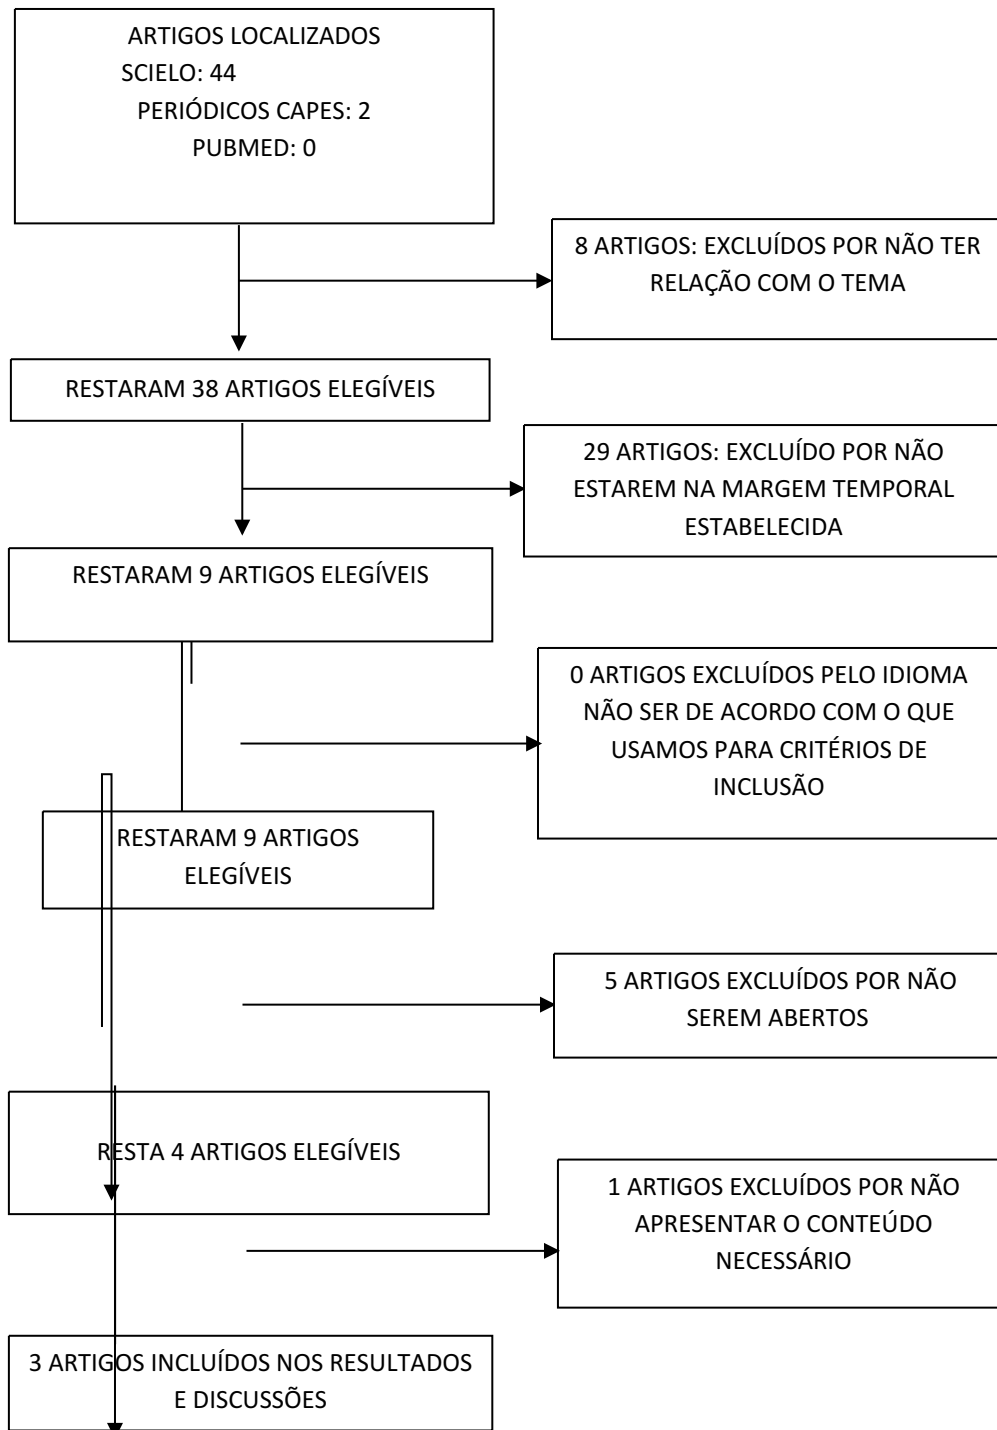 ARTIGOS LOCALIZADOS
SCIELO: 44
PERIÓDICOS CAPES: 2
PUBMED: 0
8 ARTIGOS: EXCLUÍDOS POR NÃO TER
RELAÇÃO COM O TEMA
RESTARAM 38 ARTIGOS ELEGÍVEIS
29 ARTIGOS: EXCLUÍDO POR NÃO
ESTAREM NA MARGEM TEMPORAL
ESTABELECIDA
RESTARAM 9 ARTIGOS ELEGÍVEIS
0 ARTIGOS EXCLUÍDOS PELO IDIOMA
NÃO SER DE ACORDO COM O QUE
USAMOS PARA CRITÉRIOS DE
INCLUSÃO
RESTARAM 9 ARTIGOS
ELEGÍVEIS
5 ARTIGOS EXCLUÍDOS POR NÃO
SEREM ABERTOS
RESTA 4 ARTIGOS ELEGÍVEIS
1 ARTIGOS EXCLUÍDOS POR NÃO
APRESENTAR O CONTEÚDO
NECESSÁRIO
3 ARTIGOS INCLUÍDOS NOS RESULTADOS
E DISCUSSÕES